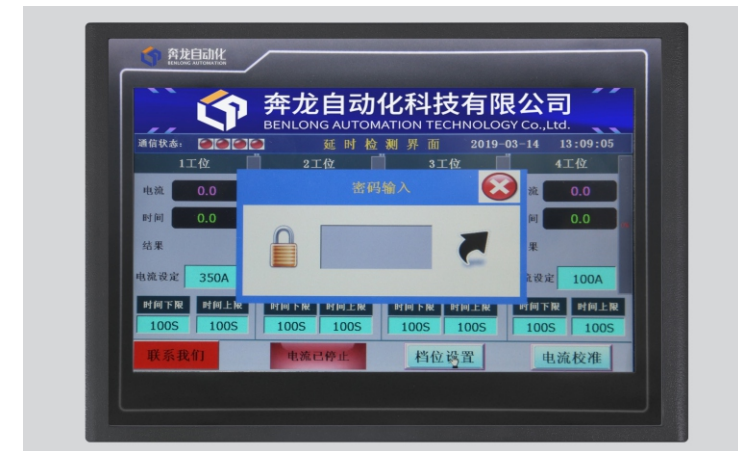 奔龙自动化
BENLONG AUTOMATION
奔龙自动化科技有限公司
BENLONG AUTOMATION TECHNOLOGY Co.,Ltd.
通信状态: 延时检测界面 2019-03-14 13:09:05
1工位 2工位 3工位 4工位
密码输入
电流 0.0 流 0.0
时间 0.0 间 0.0
结果 果
电流设定 350A 设定 100A
时间下限 时间上限 时间下限 时间上限 时间下限 时间上限 时间下限 时间上限
100S 100S 100S 100S 100S 100S 100S 100S
联系我们 电流已停止 档位设置 电流校准